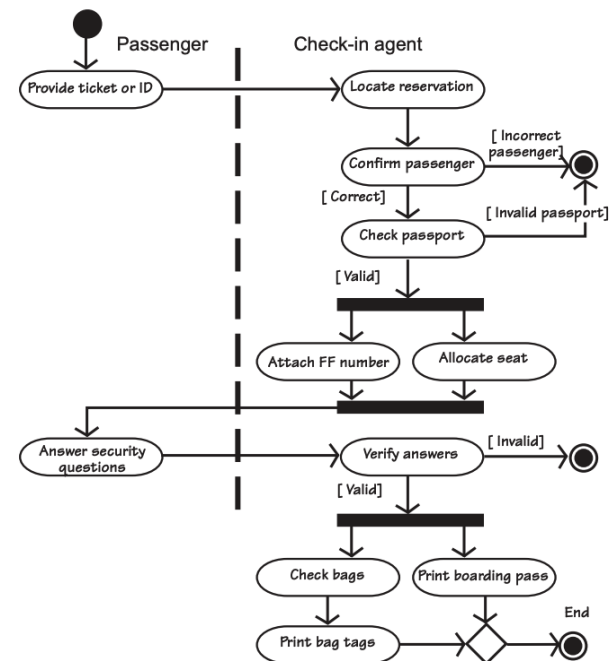 Passenger
Check-in agent
Provide ticket or ID
Locate reservation
[ Incorrect
passenger]
Confirm passenger
[ Correct]
[ Invalid passport]
Check passport
[ Valid]
Attach FF number
Allocate seat
Answer security
questions
Verify answers
[ Invalid]
[ Valid]
Check bags
Print boarding pass
End
Print bag tags